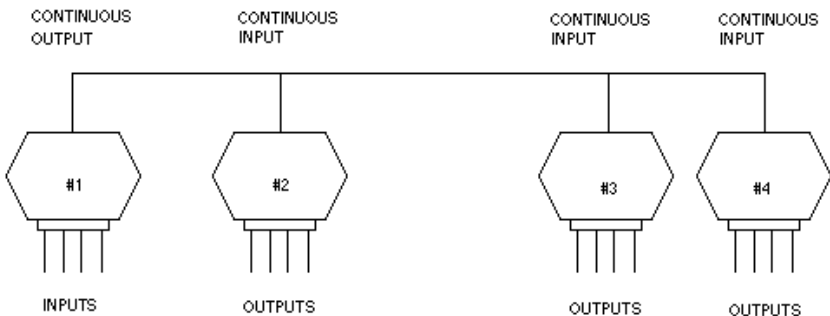 CONTINUOUS
OUTPUT
CONTINUOUS
INPUT
CONTINUOUS
INPUT
CONTINUOUS
INPUT
#1
#2
#3
#4
INPUTS
OUTPUTS
OUTPUTS
OUTPUTS